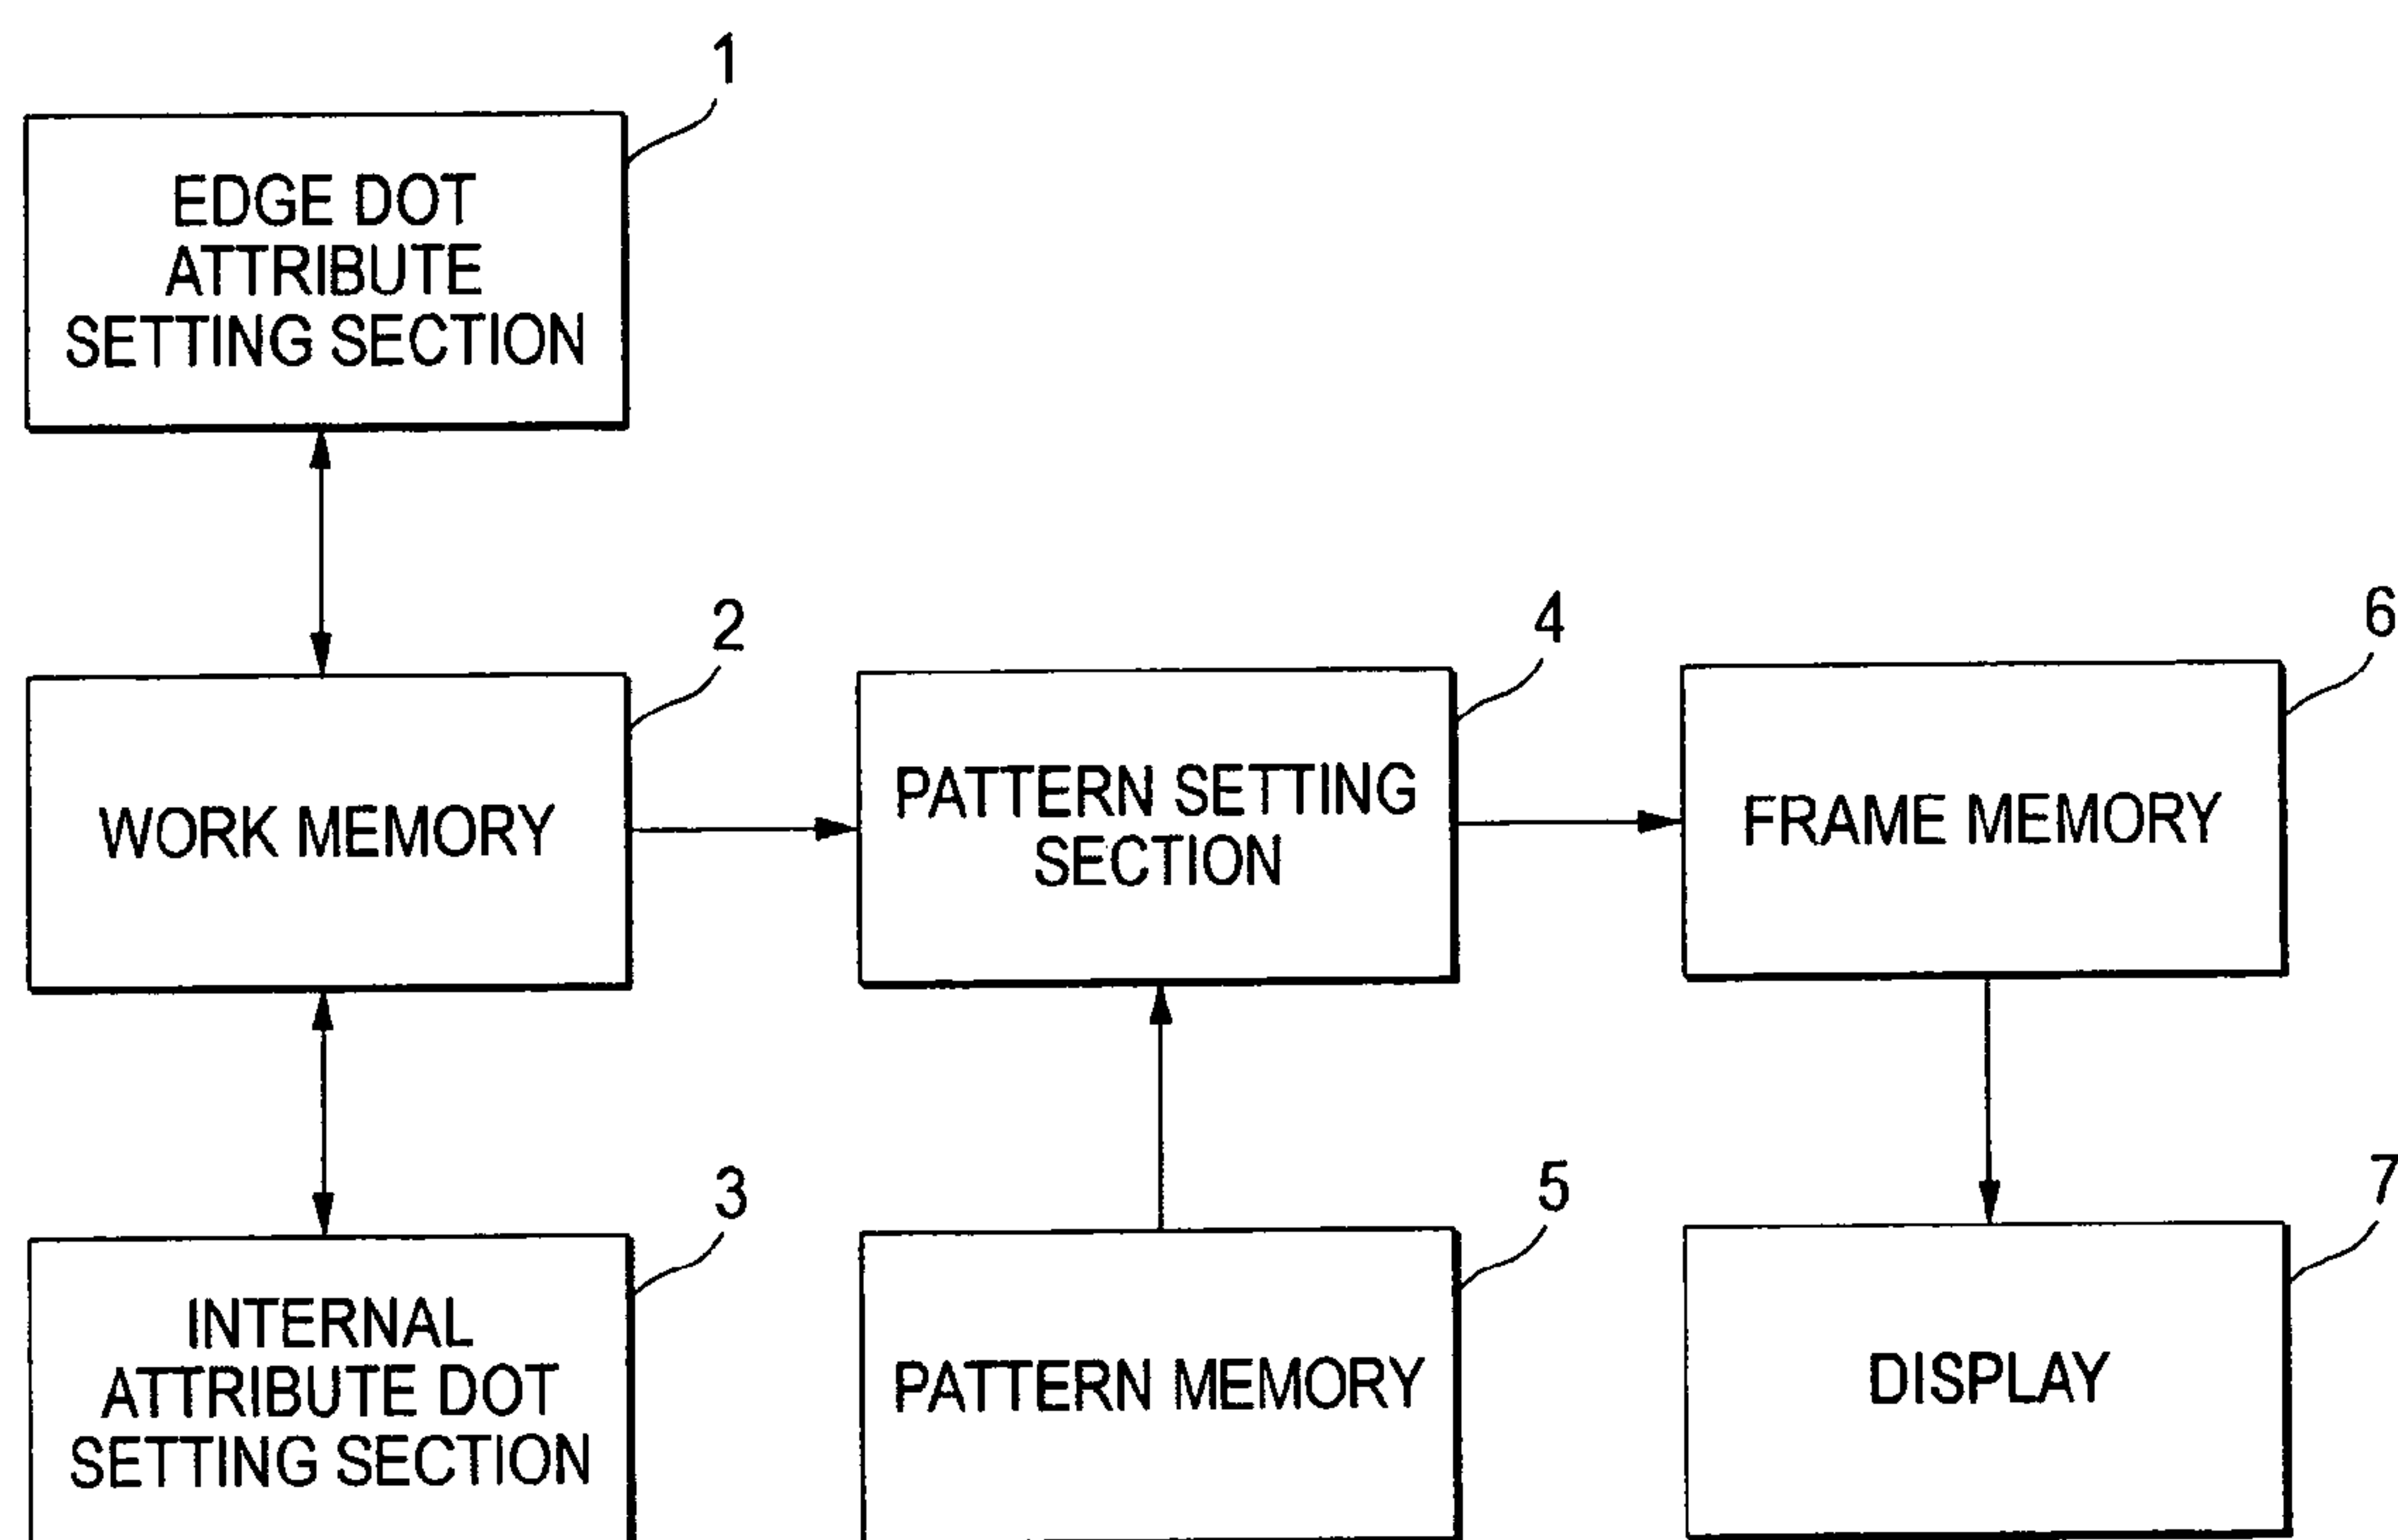 1
EDGE DOT
ATTRIBUTE
SETTING SECTION
2
WORK MEMORY
4
PATTERN SETTING
SECTION
6
FRAME MEMORY
3
INTERNAL
ATTRIBUTE DOT
SETTING SECTION
5
PATTERN MEMORY
7
DISPLAY